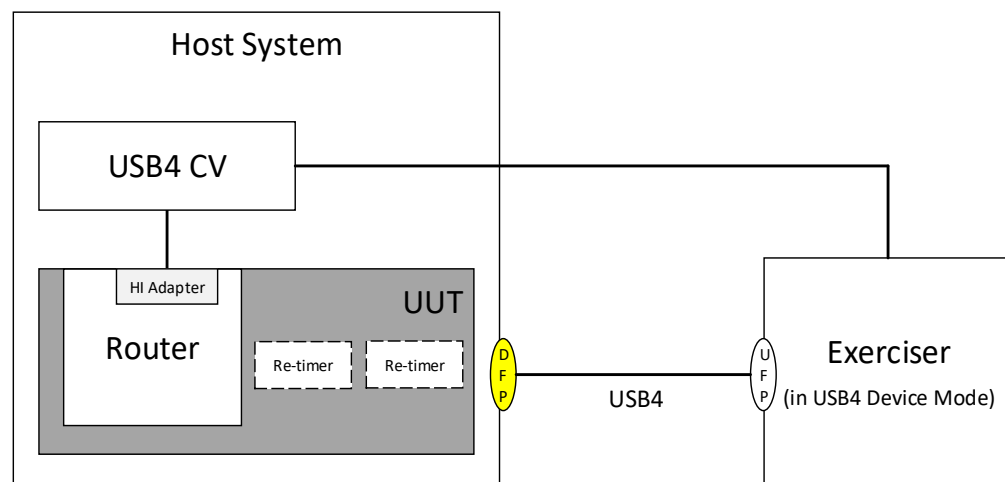 Host System
USB4 CV
HI Adapter
UUT
Router
Re-timer
Re-timer
D
F
P
USB4
U
F
P
Exerciser
(in USB4 Device Mode)